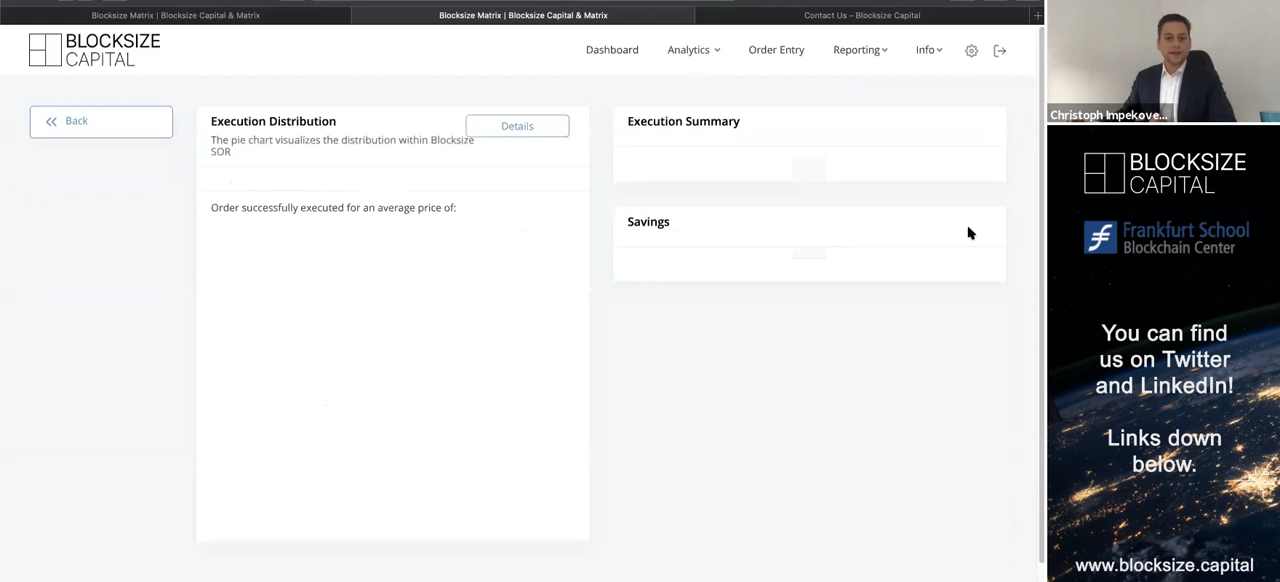 Blocksize Matrix | Blocksize Capital & Matrix
Blocksize Matrix | Blocksize Capital & Matrix
Contact Us – Blocksize Capital
BLOCKSIZE
CAPITAL
Dashboard
Analytics
Order Entry
Reporting
Info
Back
Execution Distribution
Details
The pie chart visualizes the distribution within Blocksize
SOR
Order successfully executed for an average price of:
Execution Summary
Savings
Christoph Impekove...
BLOCKSIZE
CAPITAL
Frankfurt School
Blockchain Center
You can find
us on Twitter
and LinkedIn!
Links down
below.
www.blocksize.capital